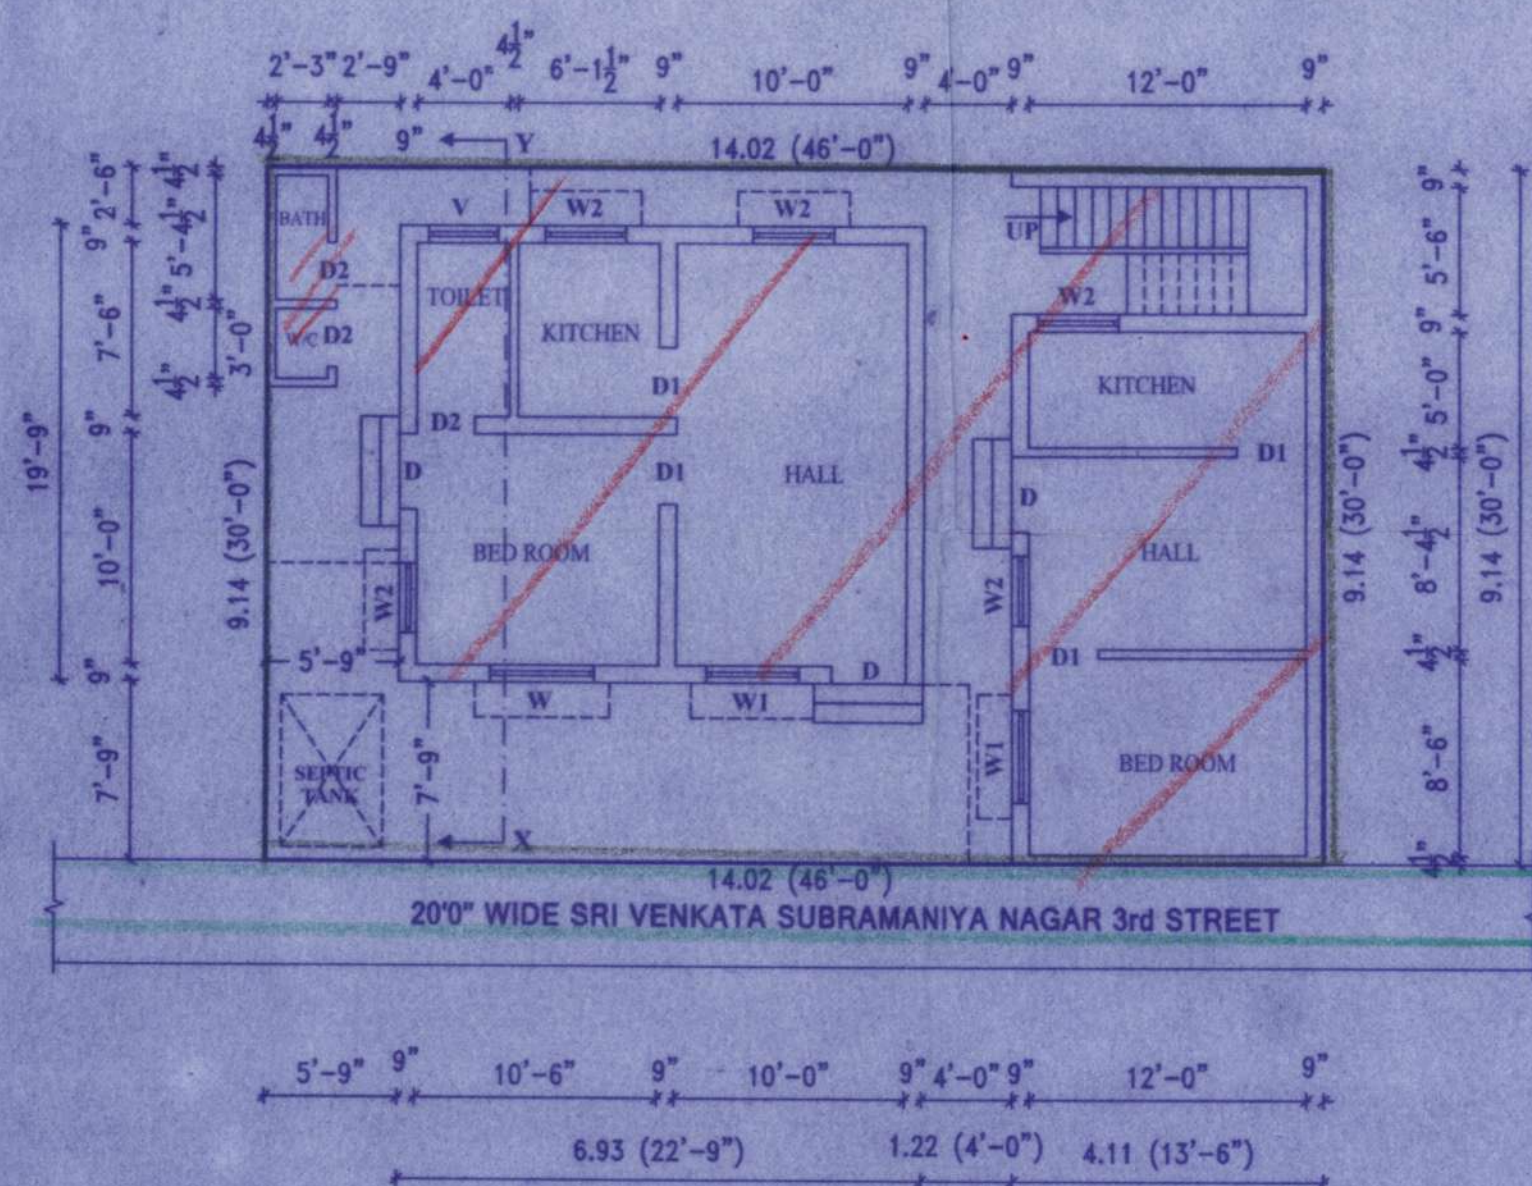 2'-3" 2'-9" 4'-0" 4½" 6'-1½" 9" 10'-0" 9" 4'-0" 9" 12'-0" 9"
4½" 4½" 9" Y 14.02 (46'-0")
2'-6" 4½" 4½"
9" 5'-4½"
7'-6" 4½" 3'-0"
4½"
9"
19'-9"
10'-0"
9"
7'-9"
9.14 (30'-0")
BATH
D2
W/C D2
V W2 W2
TOILET
KITCHEN
D1
D2
D
D1
HALL
BED ROOM
W2
5'-9"
W W1 D
SEPTIC
TANK
7'-9"
X
UP
W2
KITCHEN
D1
D
HALL
W2
D1
W1
BED ROOM
9.14 (30'-0")
9"
5'-6"
9"
5'-0"
4½"
8'-4½"
4½"
8'-6"
4½"
9.14 (30'-0")
14.02 (46'-0")
20'0" WIDE SRI VENKATA SUBRAMANIYA NAGAR 3rd STREET
5'-9" 9" 10'-6" 9" 10'-0" 9" 4'-0" 9" 12'-0" 9"
6.93 (22'-9") 1.22 (4'-0") 4.11 (13'-6")